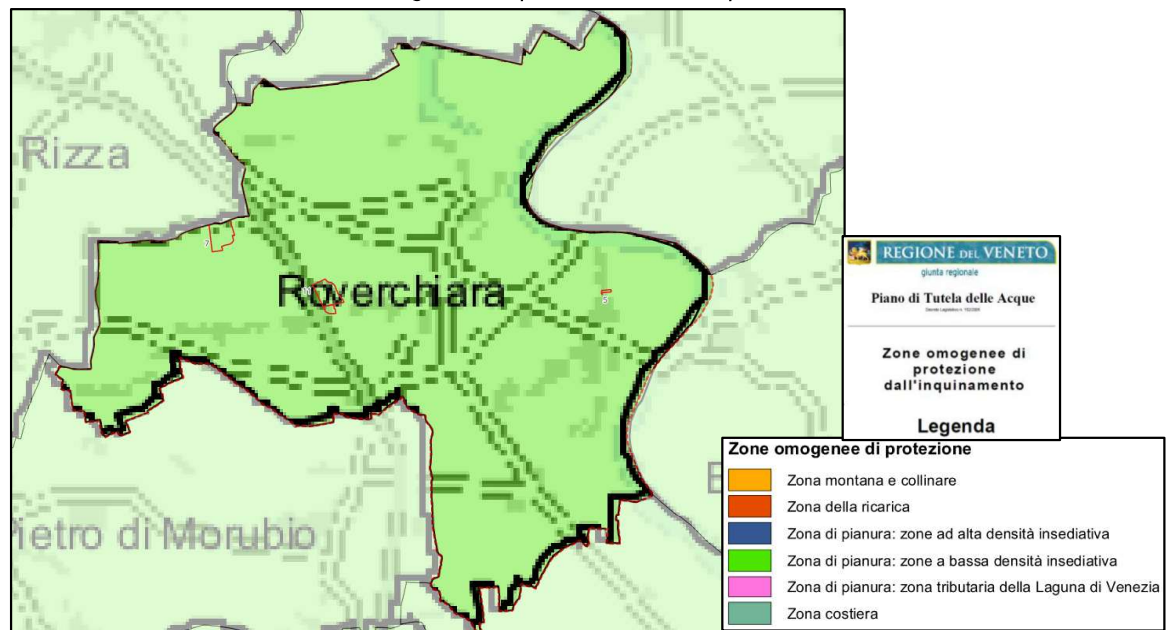 Rizza
7
Roverchiara
5
REGIONE DEL VENETO
giunta regionale
Piano di Tutela delle Acque
Zone omogenee di
protezione
dall'inquinamento
Legenda
Zone omogenee di protezione
Zona montana e collinare
Zona della ricarica
Zona di pianura: zone ad alta densità insediativa
Zona di pianura: zone a bassa densità insediativa
Zona di pianura: zona tributaria della Laguna di Venezia
Zona costiera
ietro di Morubio